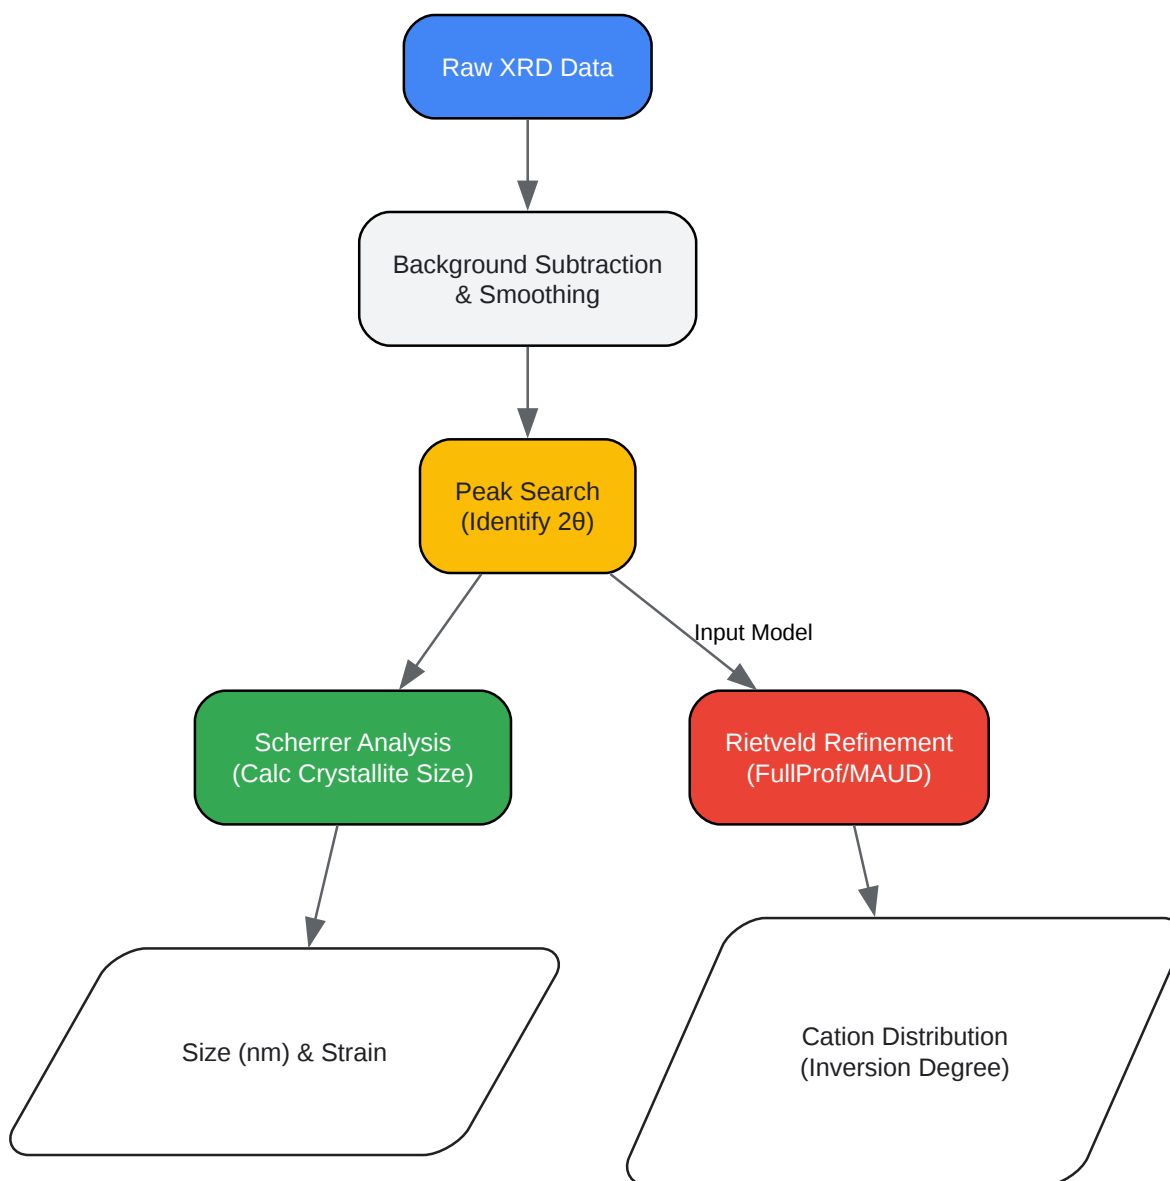 Raw XRD Data
Background Subtraction
& Smoothing
Peak Search
(Identify 2θ)
Input Model
Scherrer Analysis
(Calc Crystallite Size)
Rietveld Refinement
(FullProf/MAUD)
Size (nm) & Strain
Cation Distribution
(Inversion Degree)